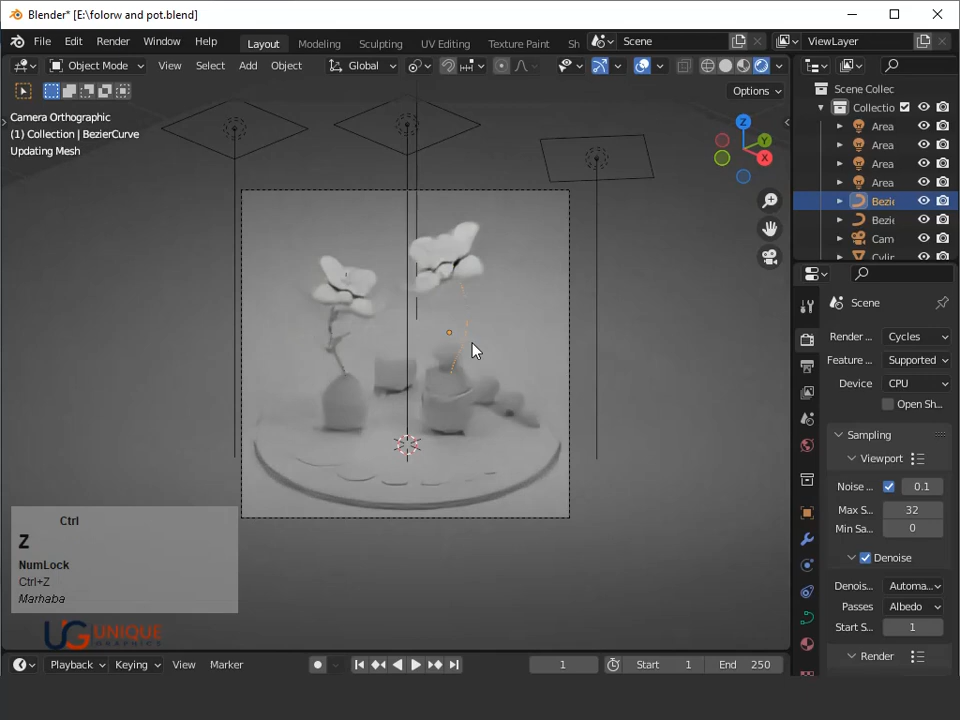 Blender* [E:\folorw and pot.blend]
File Edit Render Window Help Layout Modeling Sculpting UV Editing Texture Paint Sh Scene ViewLayer
Object Mode View Select Add Object Global
Options
Camera Orthographic
(1) Collection | BezierCurve
Updating Mesh
Z
Y
X
Scene Collec
Collectio
Area
Area
Area
Area
Bezie
Bezie
Cam
Cylir
Scene
Render ... Cycles
Feature ... Supported
Device CPU
Open Sh...
Sampling
Viewport
Noise ... 0.1
Max S... 32
Min Sa... 0
Denoise
Denois... Automa...
Passes Albedo
Start S... 1
Render
Ctrl
Z
NumLock
Ctrl+Z
Marhaba
UG UNIQUE
GRAPHICS
Playback Keying View Marker 1 Start 1 End 250